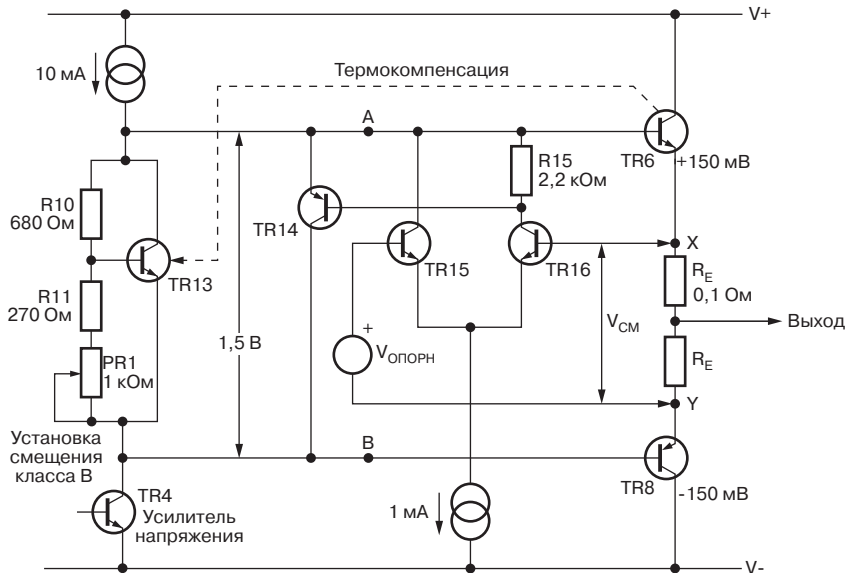 V+
10 мА
Термокомпенсация
A
R15
2,2 кОм
TR6
+150 мВ
R10
680 Ом
TR14
TR13
TR15
TR16
X
R11
270 Ом
R_E
0,1 Ом
1,5 В
+
V_ОПОРН
V_СМ
Выход
PR1
1 кОм
R_E
Y
Установка
смещения
класса B
B
TR4
Усилитель
напряжения
1 мА
TR8
-150 мВ
V-